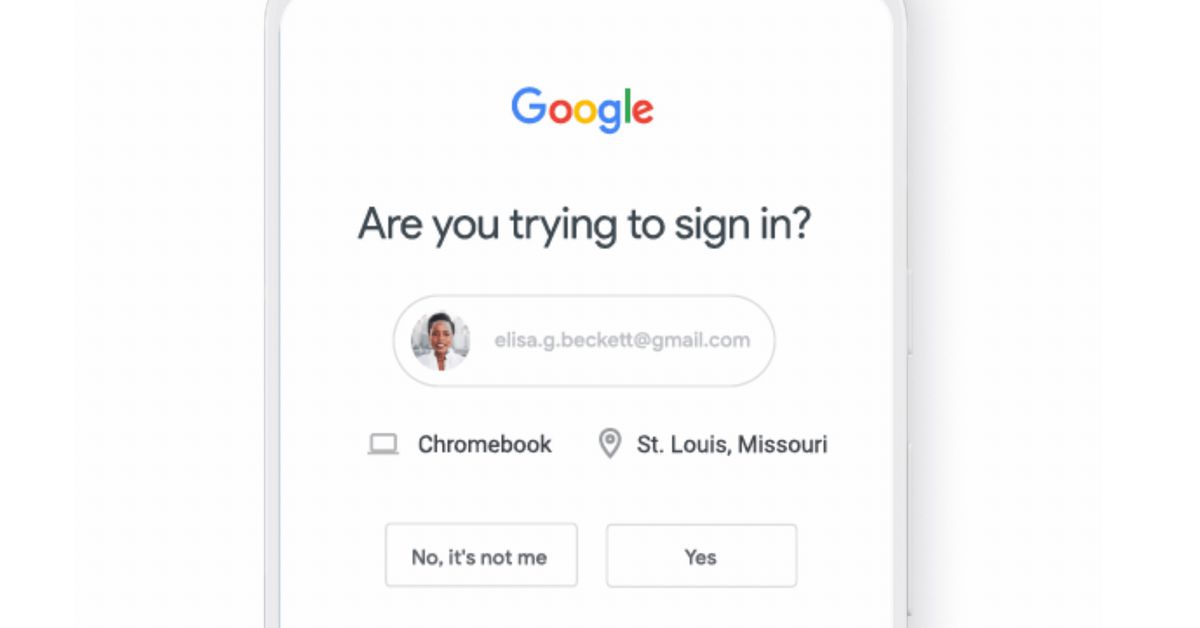 Google
Are you trying to sign in?
elisa.g.beckett@gmail.com
Chromebook St. Louis, Missouri
No, it's not me Yes